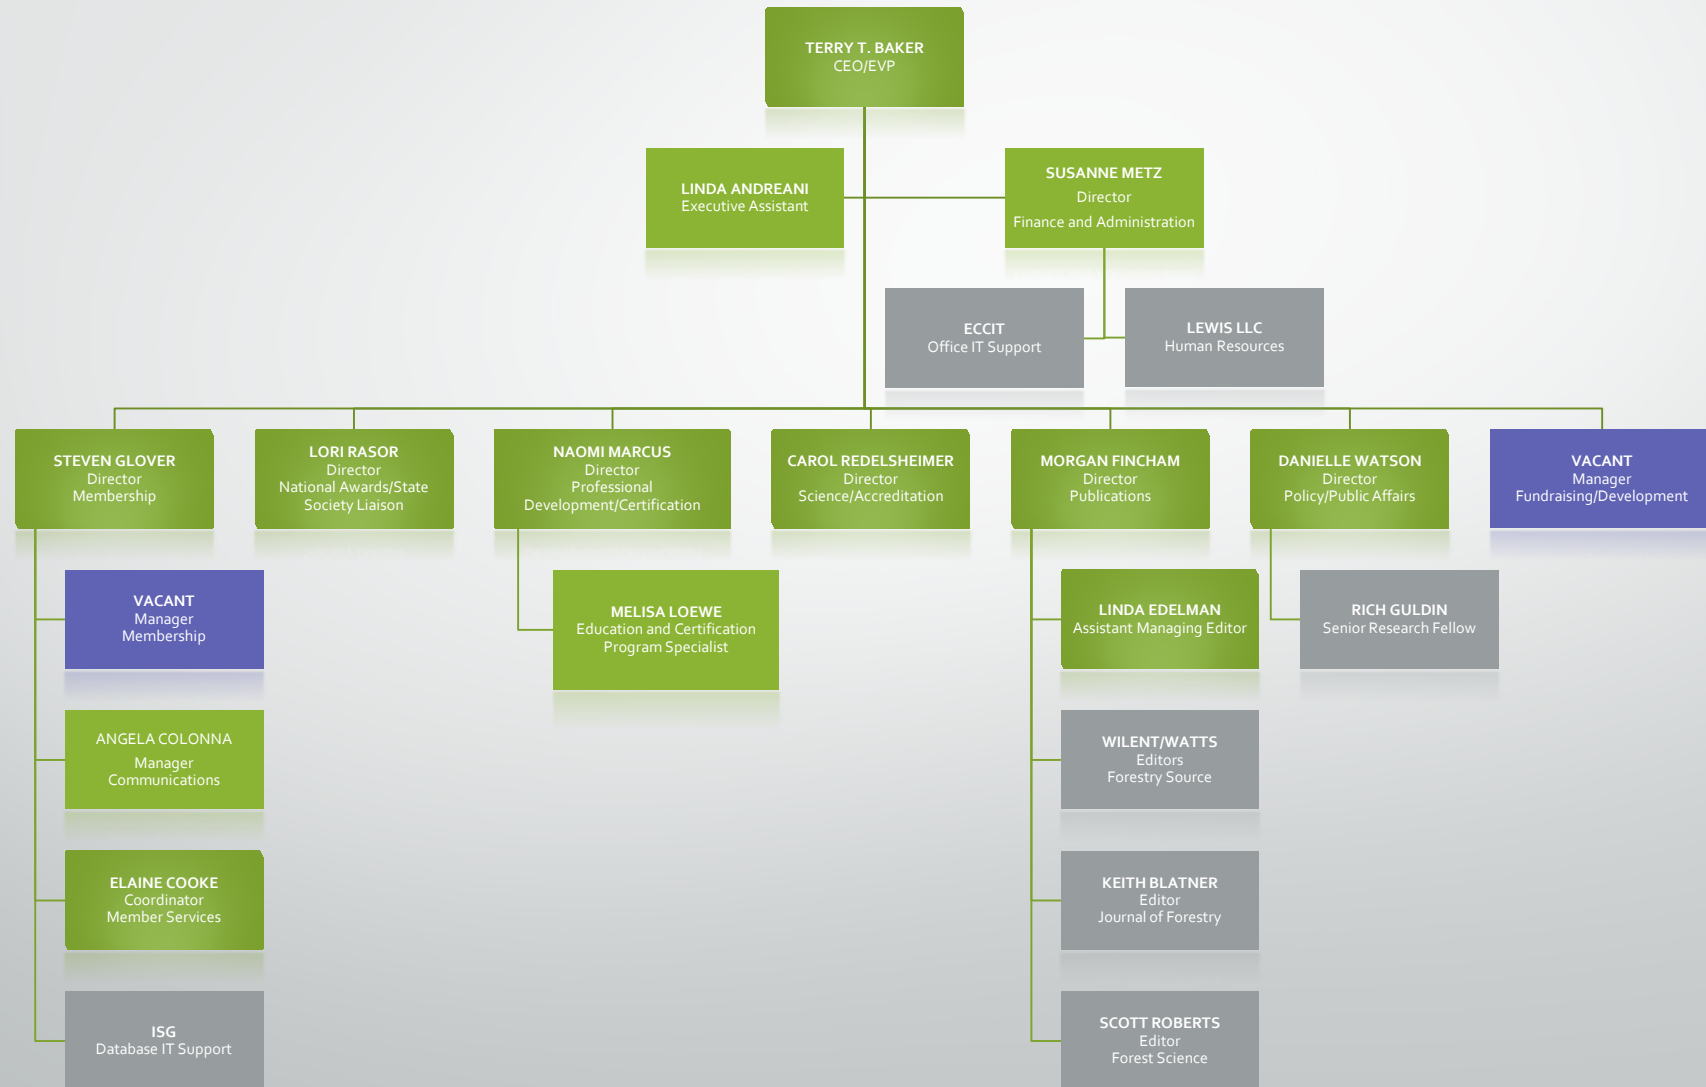 TERRY T. BAKER
CEO/EVP
LINDA ANDREANI
Executive Assistant
SUSANNE METZ
Director
Finance and Administration
ECCIT
Office IT Support
LEWIS LLC
Human Resources
STEVEN GLOVER
Director
Membership
LORI RASOR
Director
National Awards/State
Society Liaison
NAOMI MARCUS
Director
Professional
Development/Certification
CAROL REDELSHEIMER
Director
Science/Accreditation
MORGAN FINCHAM
Director
Publications
DANIELLE WATSON
Director
Policy/Public Affairs
VACANT
Manager
Fundraising/Development
VACANT
Manager
Membership
MELISA LOEWE
Education and Certification
Program Specialist
LINDA EDELMAN
Assistant Managing Editor
RICH GULDIN
Senior Research Fellow
ANGELA COLONNA
Manager
Communications
WILENT/WATTS
Editors
Forestry Source
ELAINE COOKE
Coordinator
Member Services
KEITH BLATNER
Editor
Journal of Forestry
ISG
Database IT Support
SCOTT ROBERTS
Editor
Forest Science